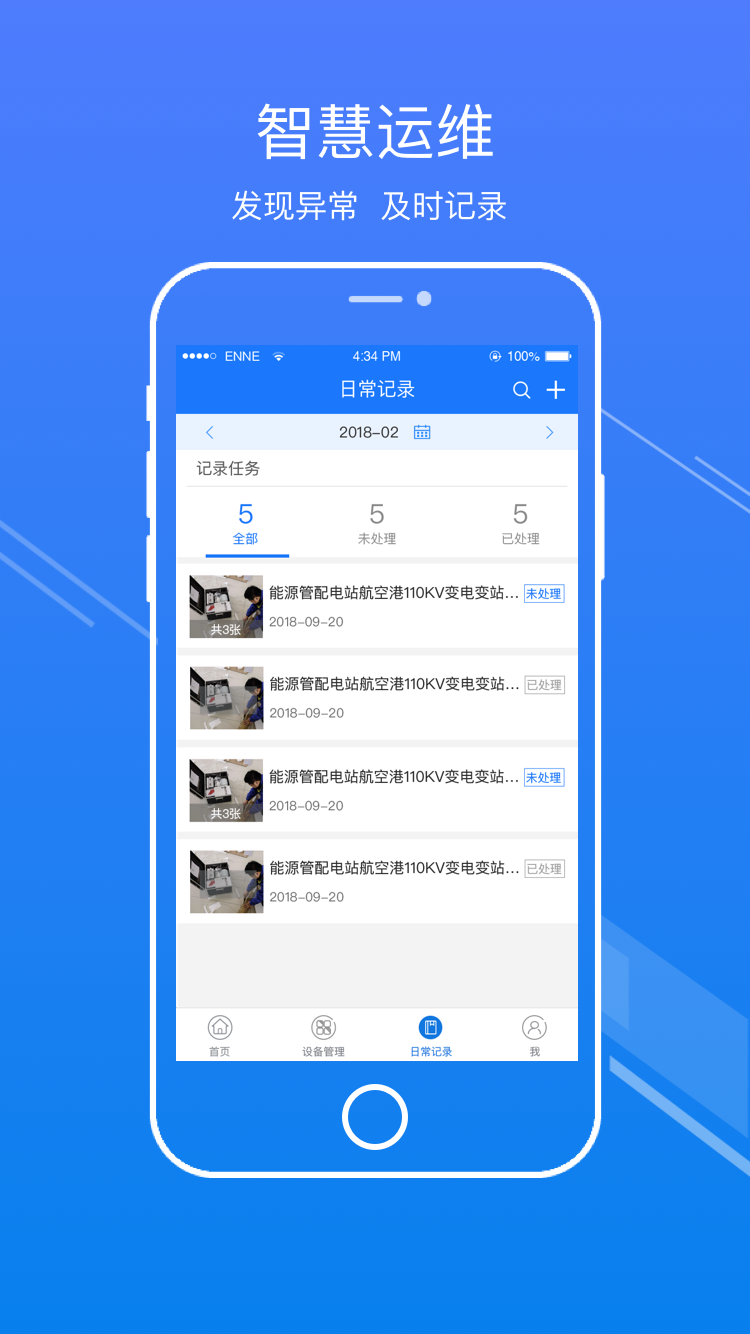 智慧运维
发现异常 及时记录
ENNE 4:34 PM 100%
日常记录
2018-02
记录任务
5 5 5
全部 未处理 已处理
能源管配电站航空港110KV变电变站... 未处理
共3张
2018-09-20
能源管配电站航空港110KV变电变站... 已处理
2018-09-20
能源管配电站航空港110KV变电变站... 未处理
2018-09-20
共3张
能源管配电站航空港110KV变电变站... 已处理
2018-09-20
首页 设备管理 日常记录 我